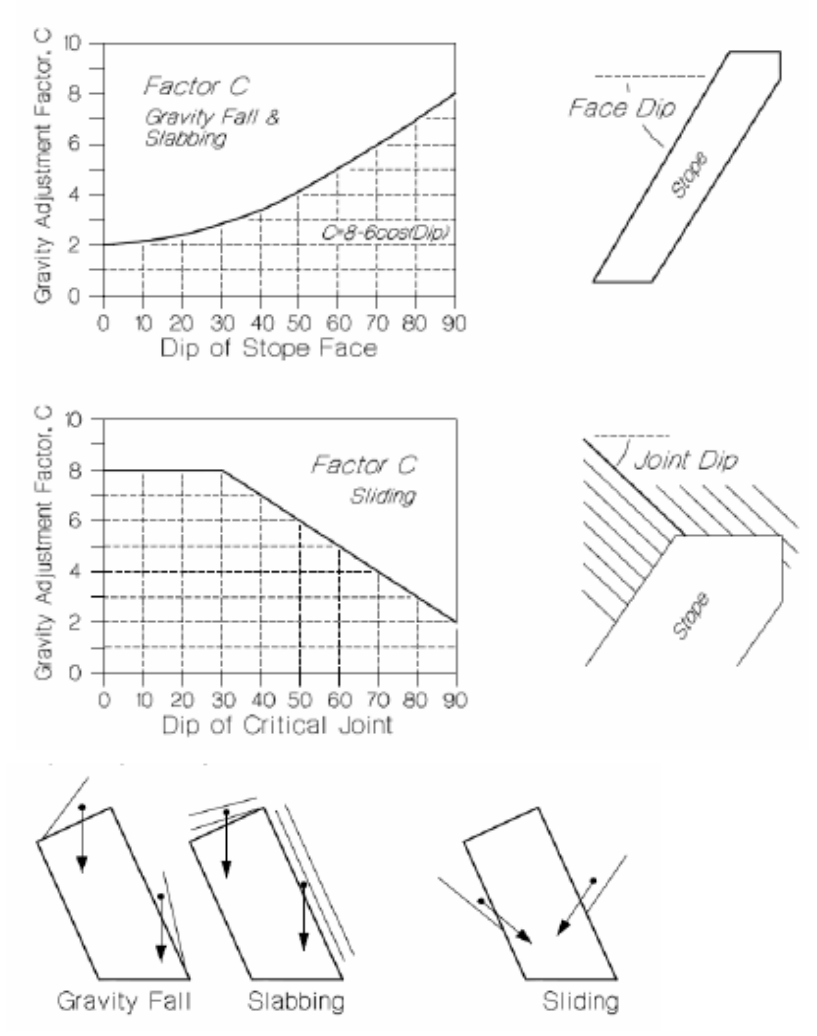 Gravity Adjustment Factor, C
10
8
6
4
2
0
Factor C
Gravity Fall &
Slabbing
C=8-6cos(Dip)
0 10 20 30 40 50 60 70 80 90
Dip of Stope Face
Face Dip
Stope
Gravity Adjustment Factor, C
10
8
6
4
2
0
Factor C
Sliding
0 10 20 30 40 50 60 70 80 90
Dip of Critical Joint
Joint Dip
Stope
Gravity Fall
Slabbing
Sliding